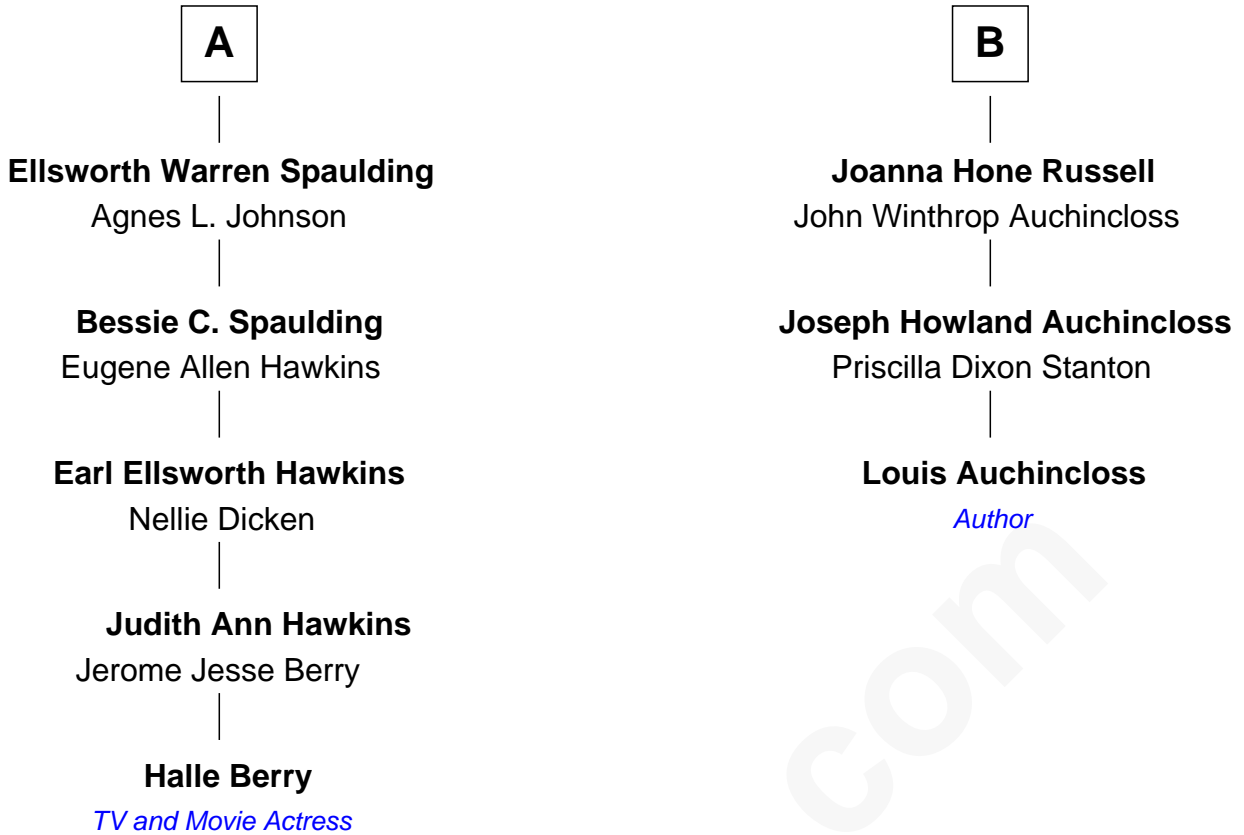 A
Ellsworth Warren Spaulding
Agnes L. Johnson
Bessie C. Spaulding
Eugene Allen Hawkins
Earl Ellsworth Hawkins
Nellie Dicken
Judith Ann Hawkins
Jerome Jesse Berry
Halle Berry
TV and Movie Actress
B
Joanna Hone Russell
John Winthrop Auchincloss
Joseph Howland Auchincloss
Priscilla Dixon Stanton
Louis Auchincloss
Author
com